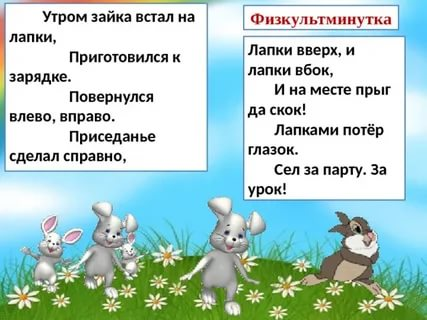 Утром зайка встал на
лапки,
Приготовился к
зарядке.
Повернулся
влево, вправо.
Приседанье
сделал справно,
Физкультминутка
Лапки вверх, и
лапки вбок,
И на месте прыг
да скок!
Лапками потёр
глазок.
Сел за парту. За
урок!